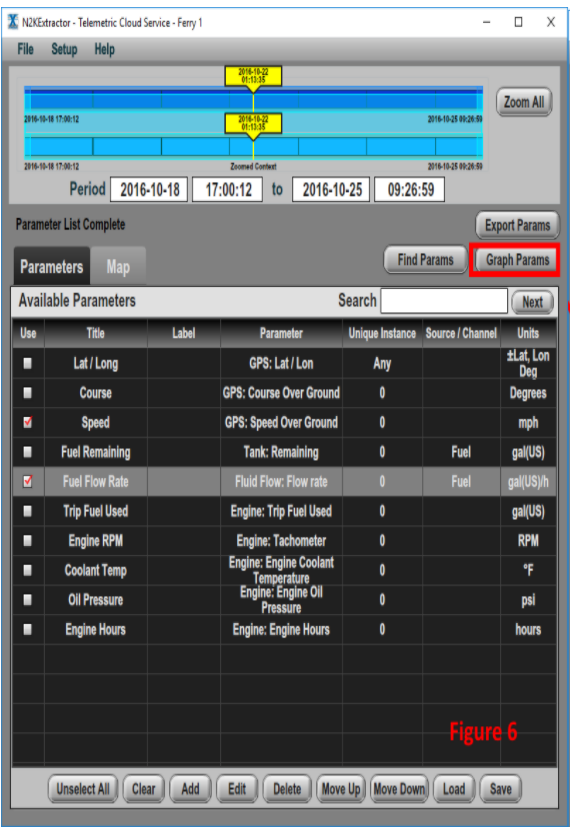 N2KExtractor - Telemetric Cloud Service - Ferry 1
File Setup Help
2016-10-22
01:13:35
2016-10-18 17:00:12 2016-10-25 09:26:59
Zoom All
2016-10-22
01:13:35
2016-10-18 17:00:12 Zoomed Context 2016-10-25 09:26:59
Period 2016-10-18 17:00:12 to 2016-10-25 09:26:59
Parameter List Complete
Export Params
Parameters Map Find Params Graph Params
Available Parameters Search Next
Use Title Label Parameter Unique Instance Source / Channel Units
Lat / Long GPS: Lat / Lon Any ±Lat, Lon
Deg
Course GPS: Course Over Ground 0 Degrees
Speed GPS: Speed Over Ground 0 mph
Fuel Remaining Tank: Remaining 0 Fuel gal(US)
Fuel Flow Rate Fluid Flow: Flow rate 0 Fuel gal(US)/h
Trip Fuel Used Engine: Trip Fuel Used 0 gal(US)
Engine RPM Engine: Tachometer 0 RPM
Coolant Temp Engine: Engine Coolant
Temperature 0 °F
Oil Pressure Engine: Engine Oil
Pressure 0 psi
Engine Hours Engine: Engine Hours 0 hours
Figure 6
Unselect All Clear Add Edit Delete Move Up Move Down Load Save